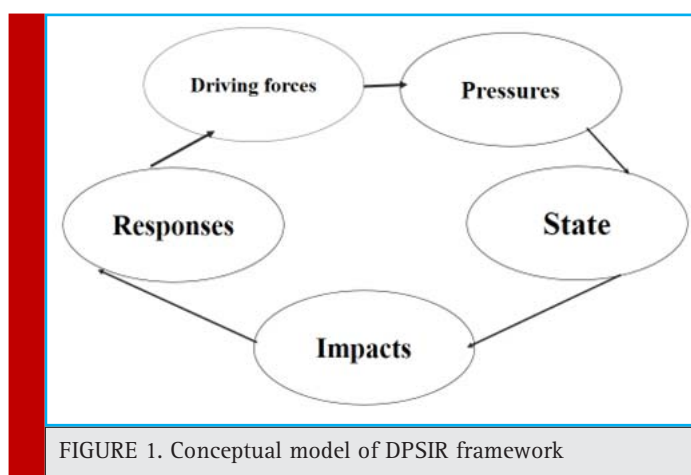 Driving forces
Pressures
Responses
State
Impacts
FIGURE 1. Conceptual model of DPSIR framework